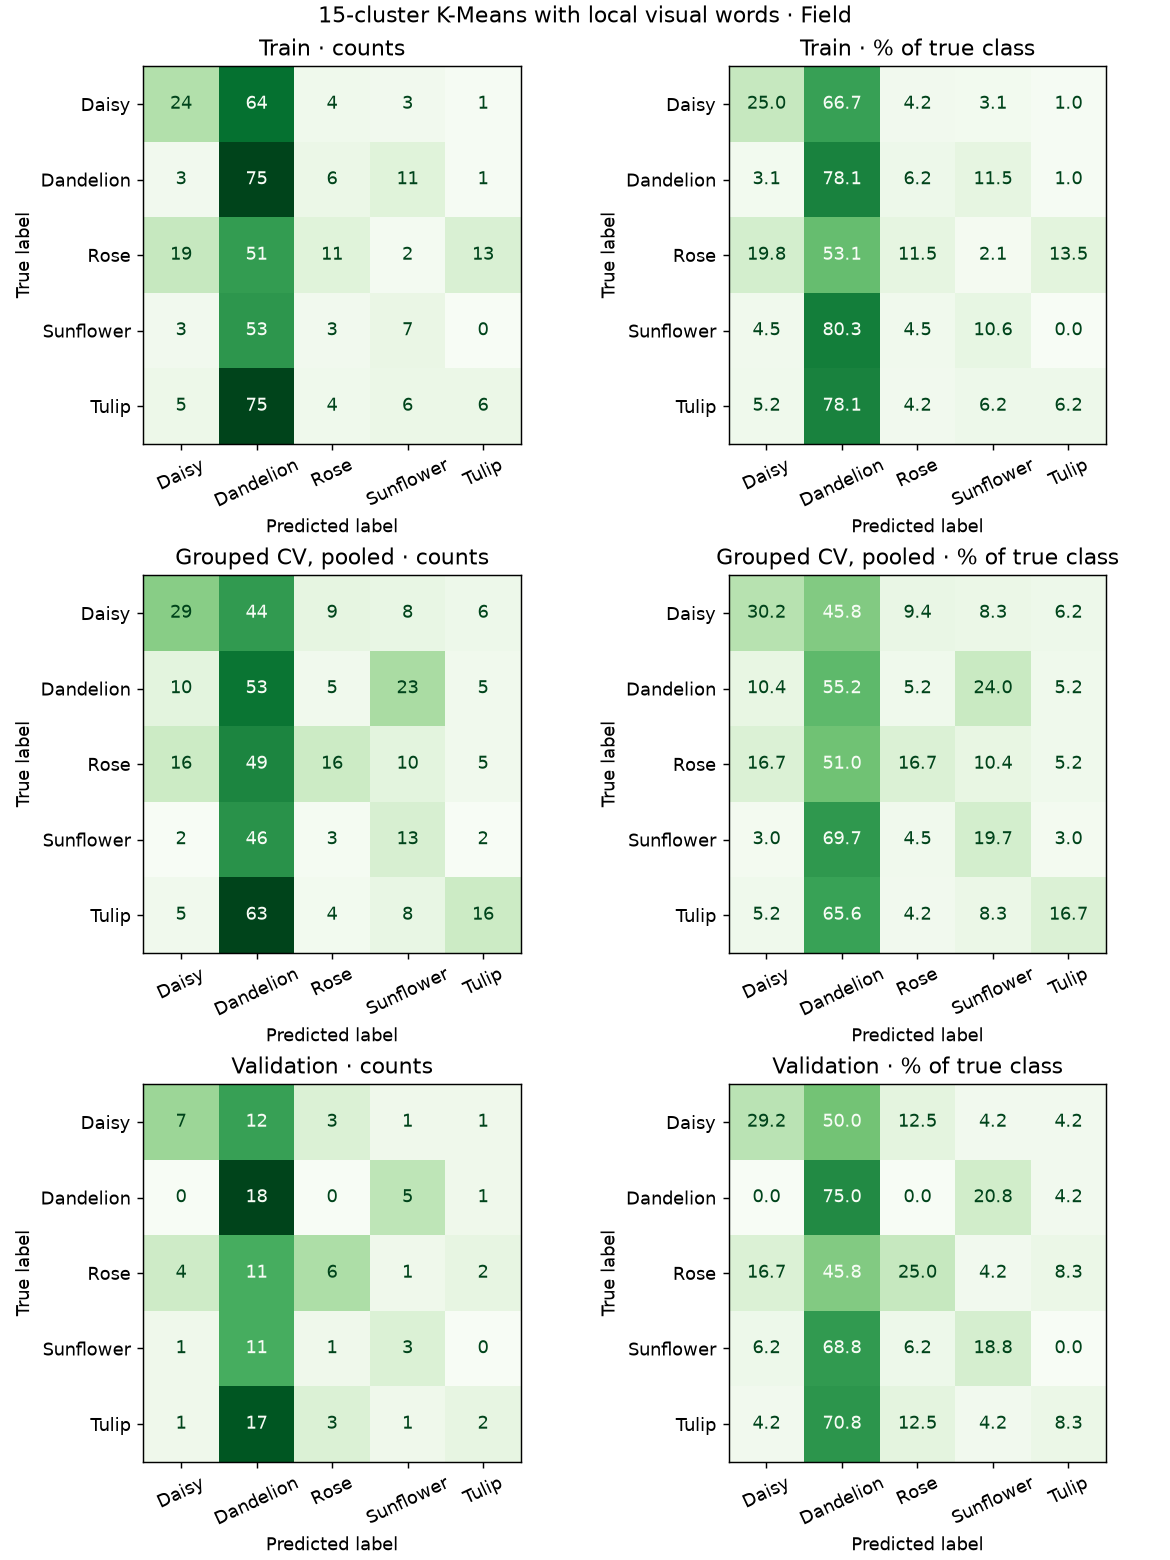 15-cluster K-Means with local visual words · Field
Train · counts
True label
Daisy 24 64 4 3 1
Dandelion 3 75 6 11 1
Rose 19 51 11 2 13
Sunflower 3 53 3 7 0
Tulip 5 75 4 6 6
Daisy Dandelion Rose Sunflower Tulip
Predicted label
Train · % of true class
True label
Daisy 25.0 66.7 4.2 3.1 1.0
Dandelion 3.1 78.1 6.2 11.5 1.0
Rose 19.8 53.1 11.5 2.1 13.5
Sunflower 4.5 80.3 4.5 10.6 0.0
Tulip 5.2 78.1 4.2 6.2 6.2
Daisy Dandelion Rose Sunflower Tulip
Predicted label
Grouped CV, pooled · counts
True label
Daisy 29 44 9 8 6
Dandelion 10 53 5 23 5
Rose 16 49 16 10 5
Sunflower 2 46 3 13 2
Tulip 5 63 4 8 16
Daisy Dandelion Rose Sunflower Tulip
Predicted label
Grouped CV, pooled · % of true class
True label
Daisy 30.2 45.8 9.4 8.3 6.2
Dandelion 10.4 55.2 5.2 24.0 5.2
Rose 16.7 51.0 16.7 10.4 5.2
Sunflower 3.0 69.7 4.5 19.7 3.0
Tulip 5.2 65.6 4.2 8.3 16.7
Daisy Dandelion Rose Sunflower Tulip
Predicted label
Validation · counts
True label
Daisy 7 12 3 1 1
Dandelion 0 18 0 5 1
Rose 4 11 6 1 2
Sunflower 1 11 1 3 0
Tulip 1 17 3 1 2
Daisy Dandelion Rose Sunflower Tulip
Predicted label
Validation · % of true class
True label
Daisy 29.2 50.0 12.5 4.2 4.2
Dandelion 0.0 75.0 0.0 20.8 4.2
Rose 16.7 45.8 25.0 4.2 8.3
Sunflower 6.2 68.8 6.2 18.8 0.0
Tulip 4.2 70.8 12.5 4.2 8.3
Daisy Dandelion Rose Sunflower Tulip
Predicted label